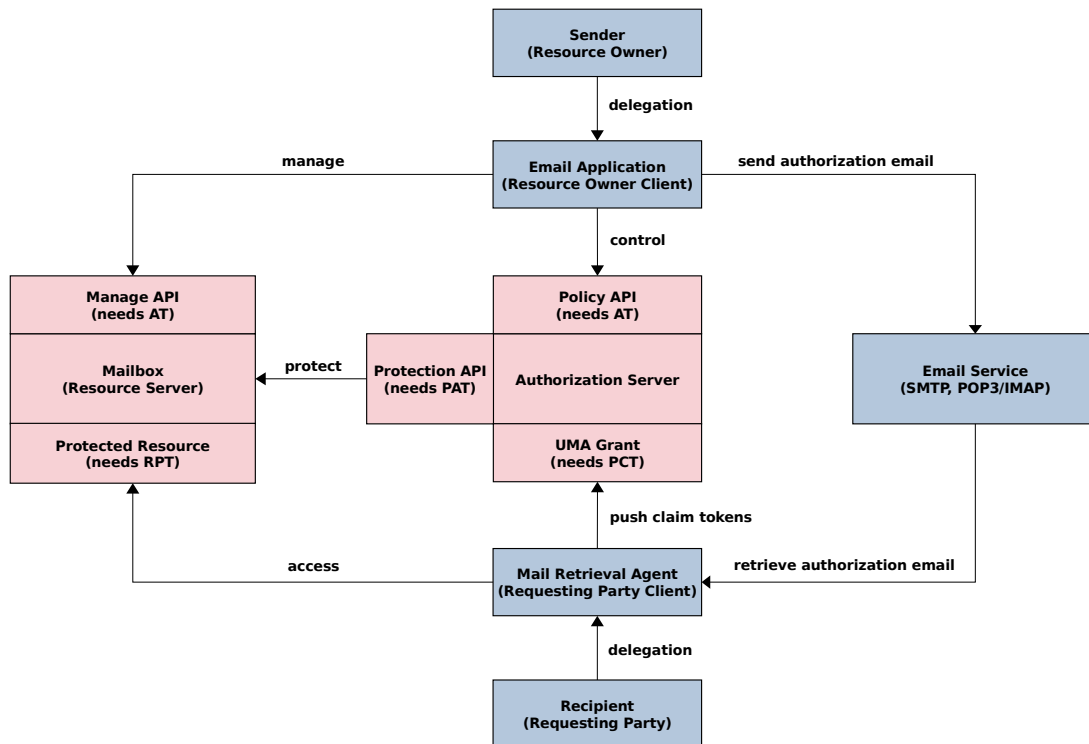 Sender
(Resource Owner)
delegation
manage
Email Application
(Resource Owner Client)
send authorization email
control
Manage API
(needs AT)
Policy API
(needs AT)
Mailbox
(Resource Server)
protect
Protection API
(needs PAT)
Authorization Server
Email Service
(SMTP, POP3/IMAP)
Protected Resource
(needs RPT)
UMA Grant
(needs PCT)
push claim tokens
access
Mail Retrieval Agent
(Requesting Party Client)
retrieve authorization email
delegation
Recipient
(Requesting Party)